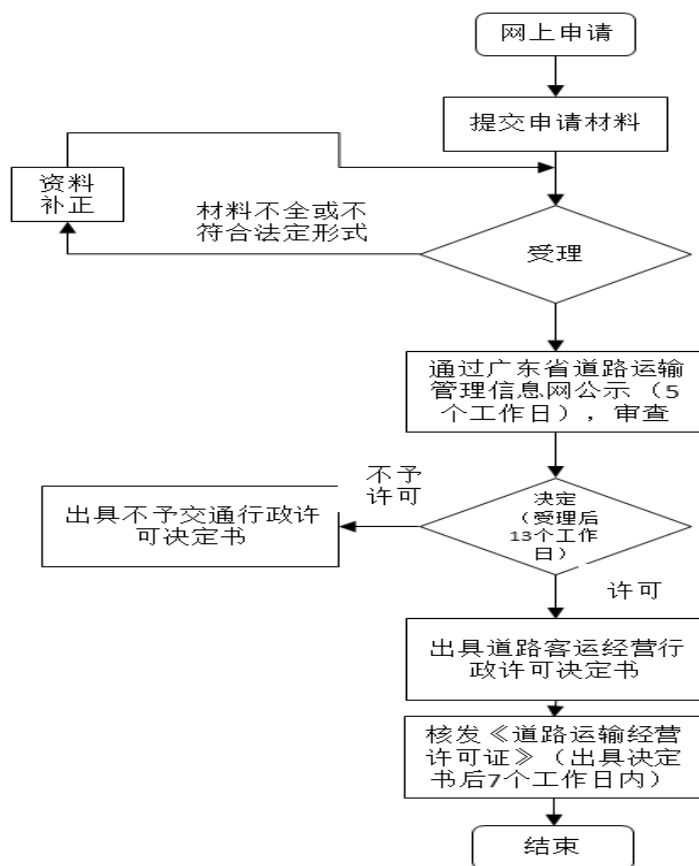 网上申请
提交申请材料
资料
补正
材料不全或不
符合法定形式
受理
通过广东省道路运输
管理信息网公示（5
个工作日），审查
不予
许可
出具不予交通行政许
可决定书
决定
（受理后
13个工作
日）
许可
出具道路客运经营行
政许可决定书
核发《道路运输经营
许可证》（出具决定
书后7个工作日内）
结束